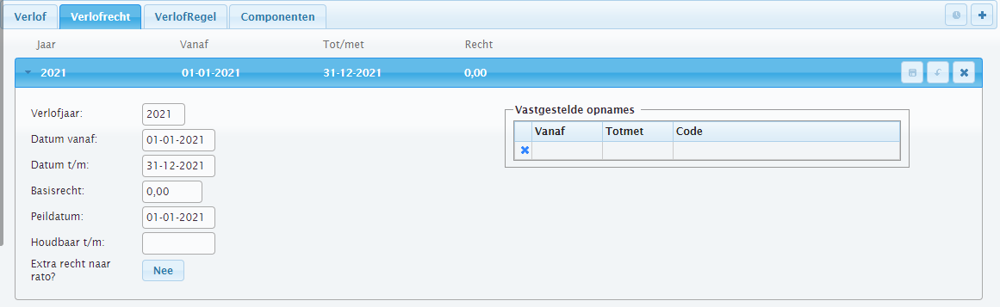 Verlof Verlofrecht VerlofRegel Componenten
Jaar Vanaf Tot/met Recht
2021 01-01-2021 31-12-2021 0,00
Verlofjaar: 2021
Datum vanaf: 01-01-2021
Datum t/m: 31-12-2021
Basisrecht: 0,00
Peildatum: 01-01-2021
Houdbaar t/m:
Extra recht naar
rato? Nee
Vastgestelde opnames
Vanaf Totmet Code